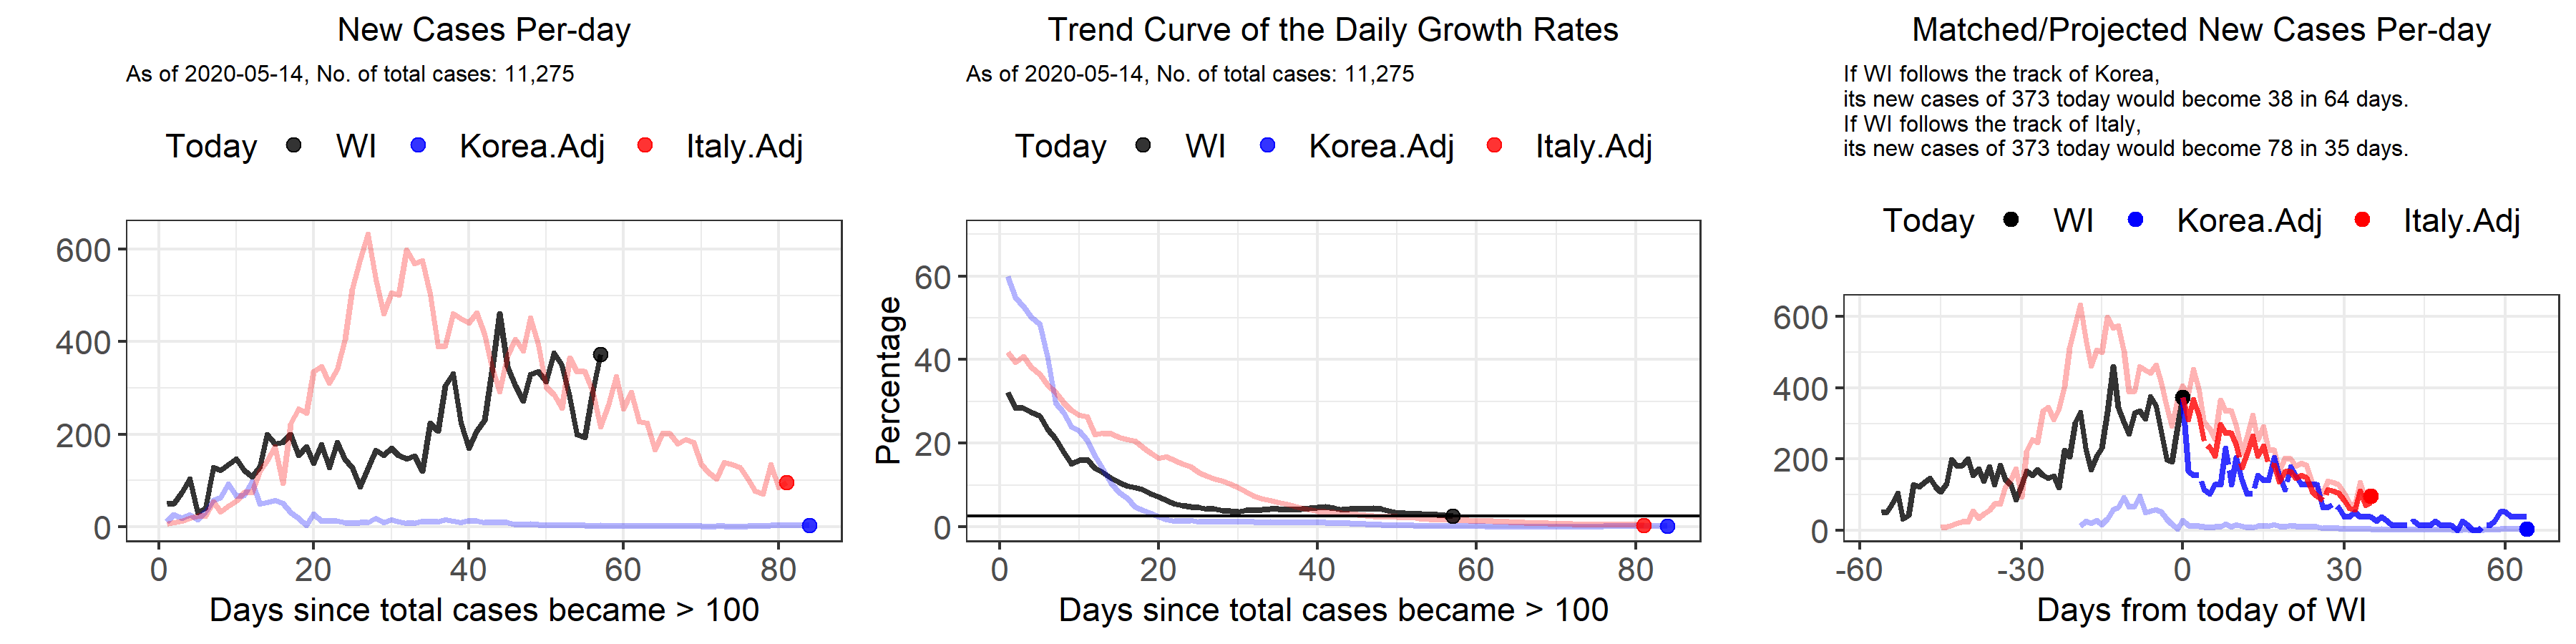 New Cases Per-day
As of 2020-05-14, No. of total cases: 11,275
Today WI Korea.Adj Italy.Adj
600
400
200
0
0 20 40 60 80
Days since total cases became > 100
Trend Curve of the Daily Growth Rates
As of 2020-05-14, No. of total cases: 11,275
Today WI Korea.Adj Italy.Adj
Percentage
60
40
20
0
0 20 40 60 80
Days since total cases became > 100
Matched/Projected New Cases Per-day
If WI follows the track of Korea,
its new cases of 373 today would become 38 in 64 days.
If WI follows the track of Italy,
its new cases of 373 today would become 78 in 35 days.
Today WI Korea.Adj Italy.Adj
600
400
200
0
-60 -30 0 30 60
Days from today of WI